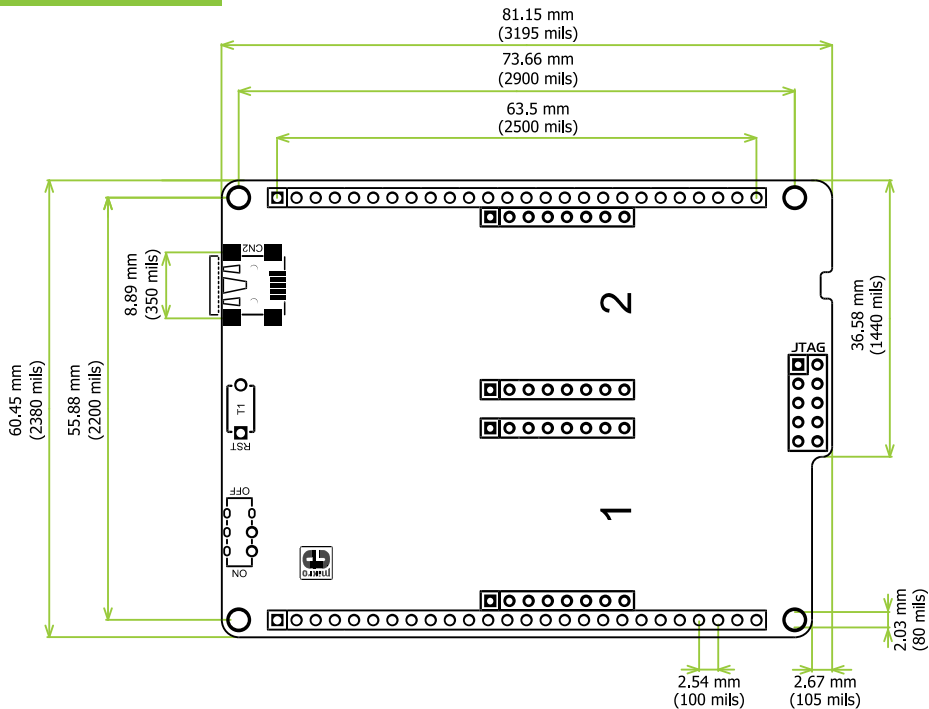 81.15 mm
(3195 mils)
73.66 mm
(2900 mils)
63.5 mm
(2500 mils)
CN2
8.89 mm
(350 mils)
2
36.58 mm
(1440 mils)
JTAG
60.45 mm
(2380 mils)
55.88 mm
(2200 mils)
T1
RST
OFF
1
ON
mikro
2.03 mm
(80 mils)
2.54 mm
(100 mils)
2.67 mm
(105 mils)